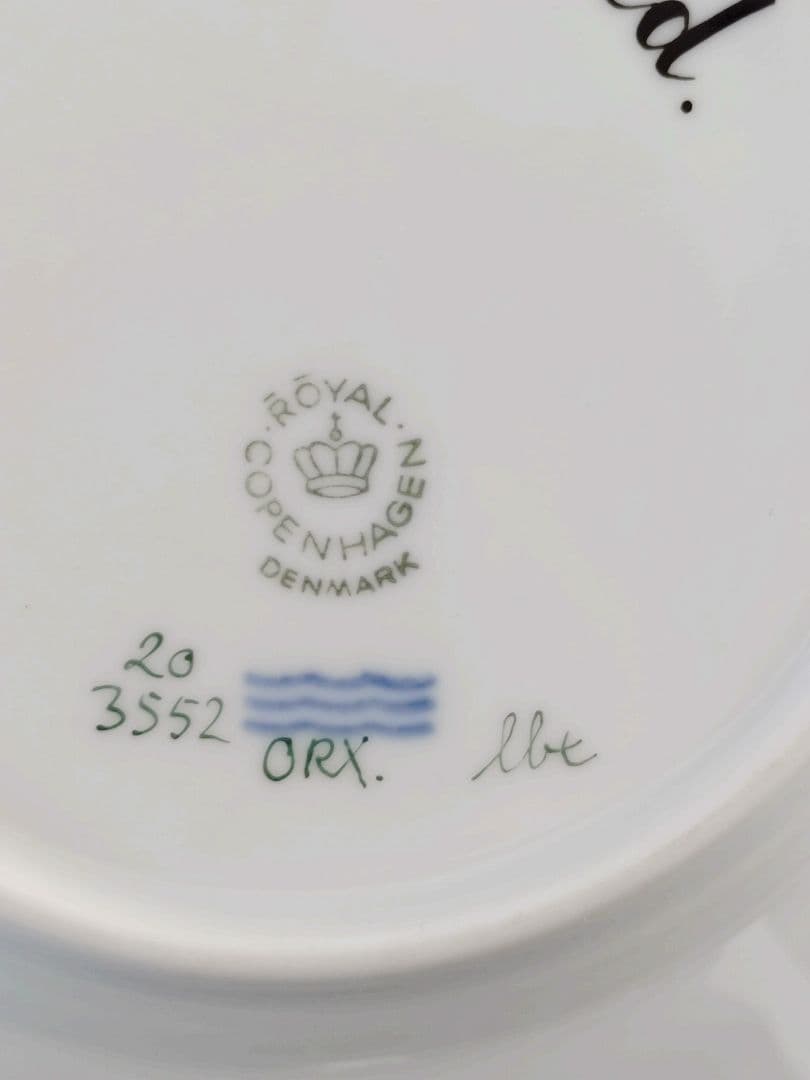 d.
ROYAL
COPENHAGEN
DENMARK
20
3552
ORX.
lbt